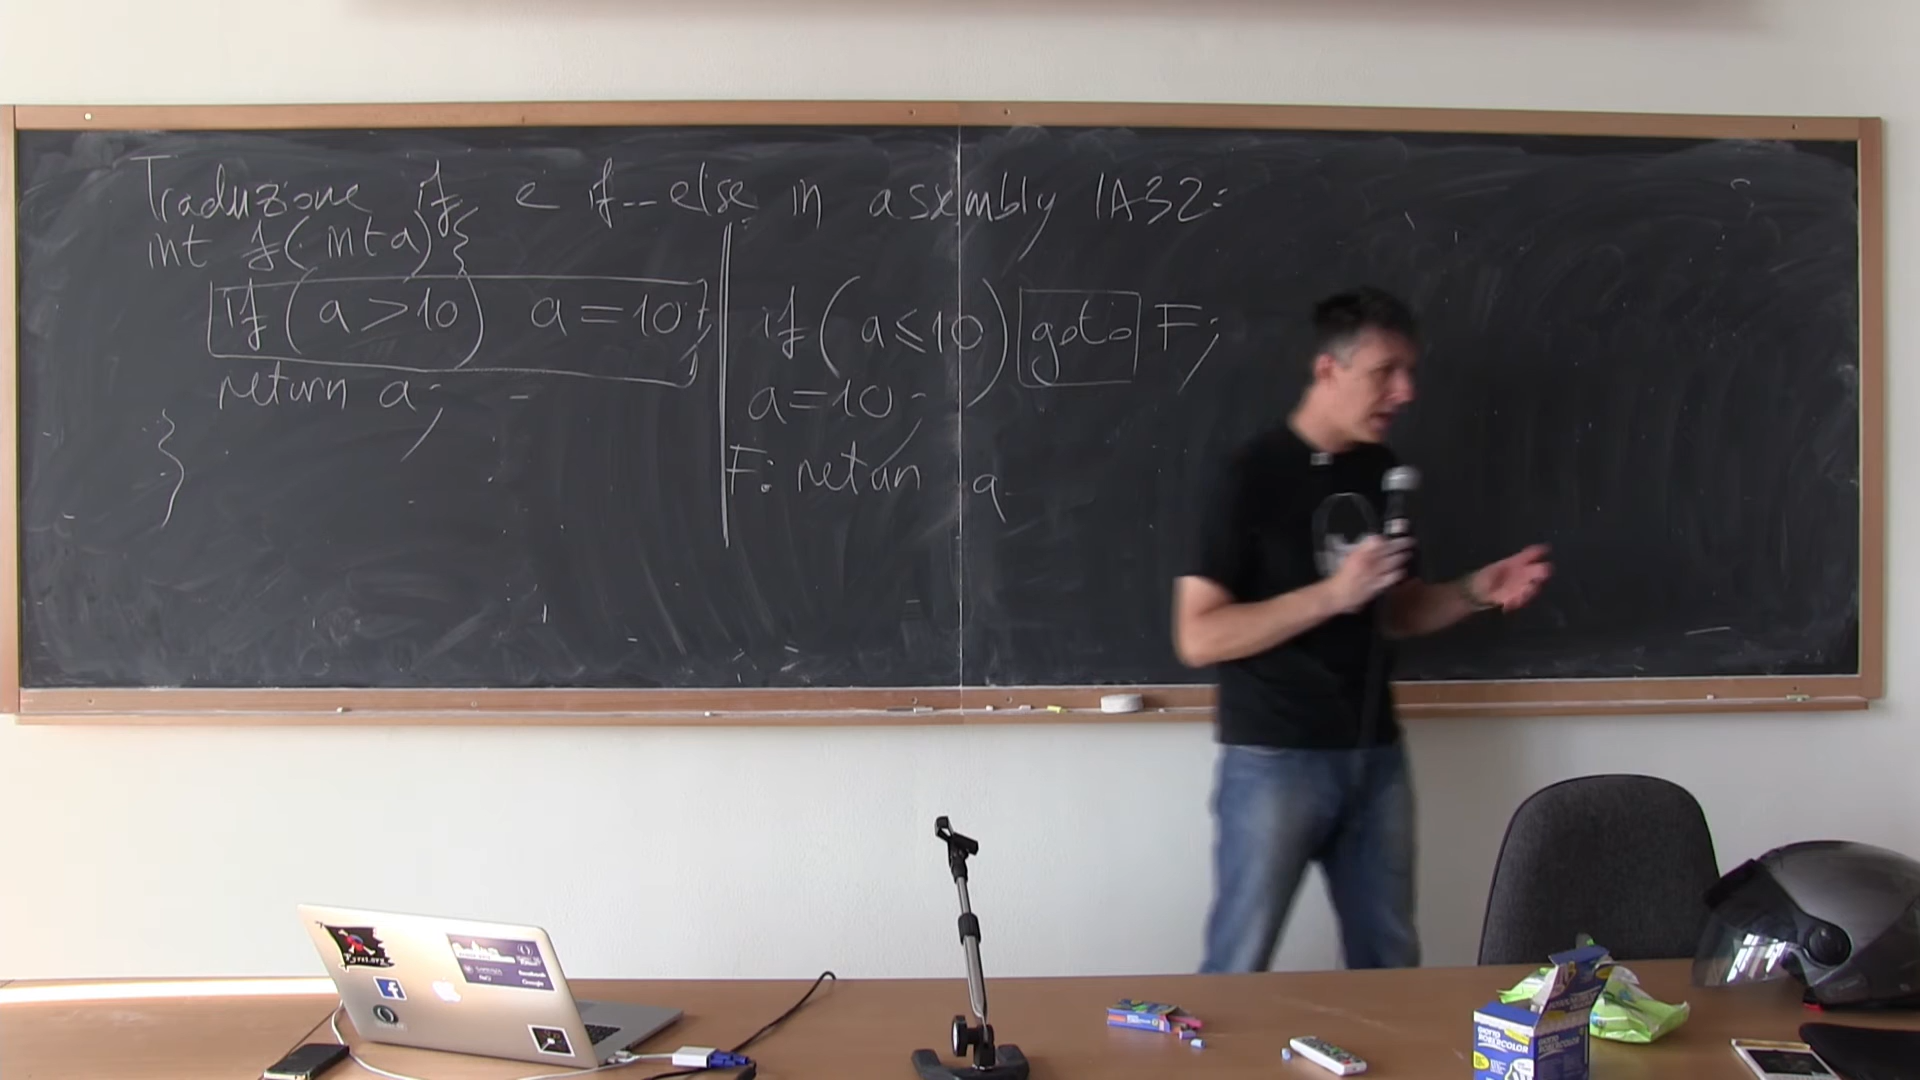 Traduzione if e if--else in assembly IA32:
int f(int a){
if(a>10) a=10;
return a;
}
if(a≤10) goto F;
a=10;
F: return a